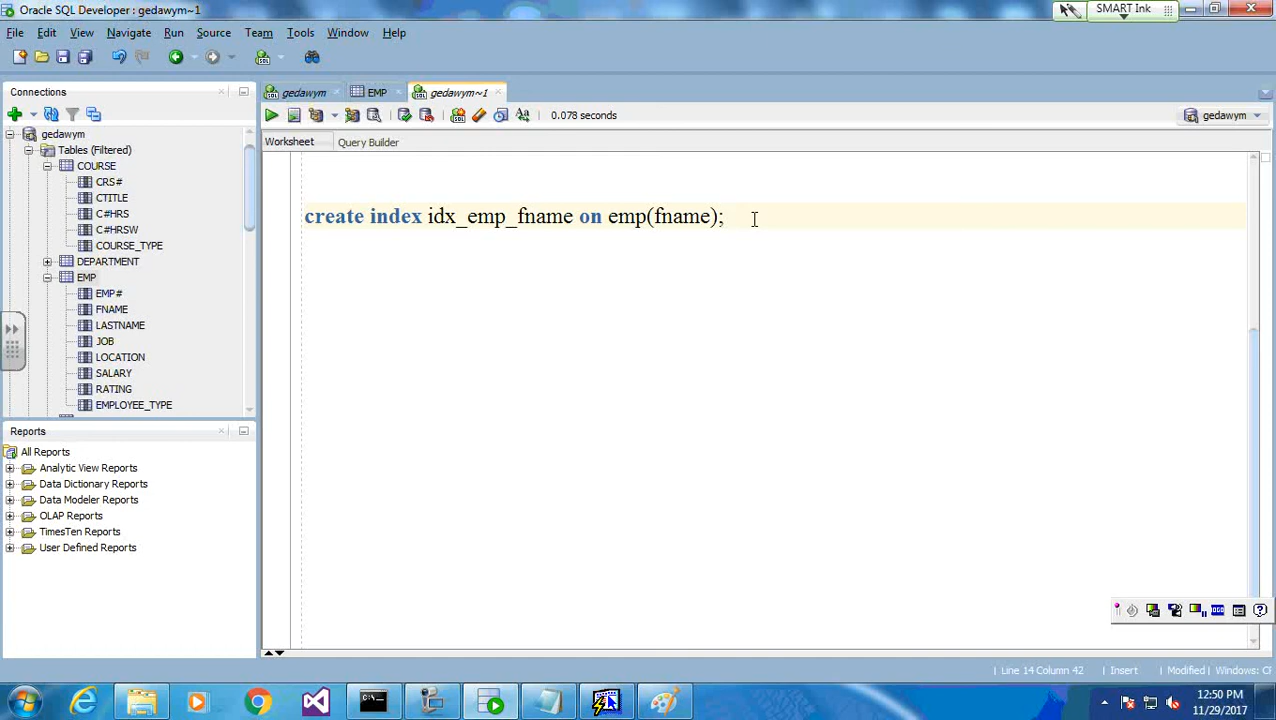 Oracle SQL Developer : gedawym~1
SMART Ink
File Edit View Navigate Run Source Team Tools Window Help
Connections
gedawym
EMP
gedawym~1
0.078 seconds
gedawym
Worksheet
Query Builder
gedawym
Tables (Filtered)
COURSE
CRS#
CTITLE
C#HRS
C#HRSW
COURSE_TYPE
DEPARTMENT
EMP
EMP#
FNAME
LASTNAME
JOB
LOCATION
SALARY
RATING
EMPLOYEE_TYPE
create index idx_emp_fname on emp(fname);
Reports
All Reports
Analytic View Reports
Data Dictionary Reports
Data Modeler Reports
OLAP Reports
TimesTen Reports
User Defined Reports
Line 14 Column 42
Insert
Modified
Windows: CF
12:50 PM
11/29/2017